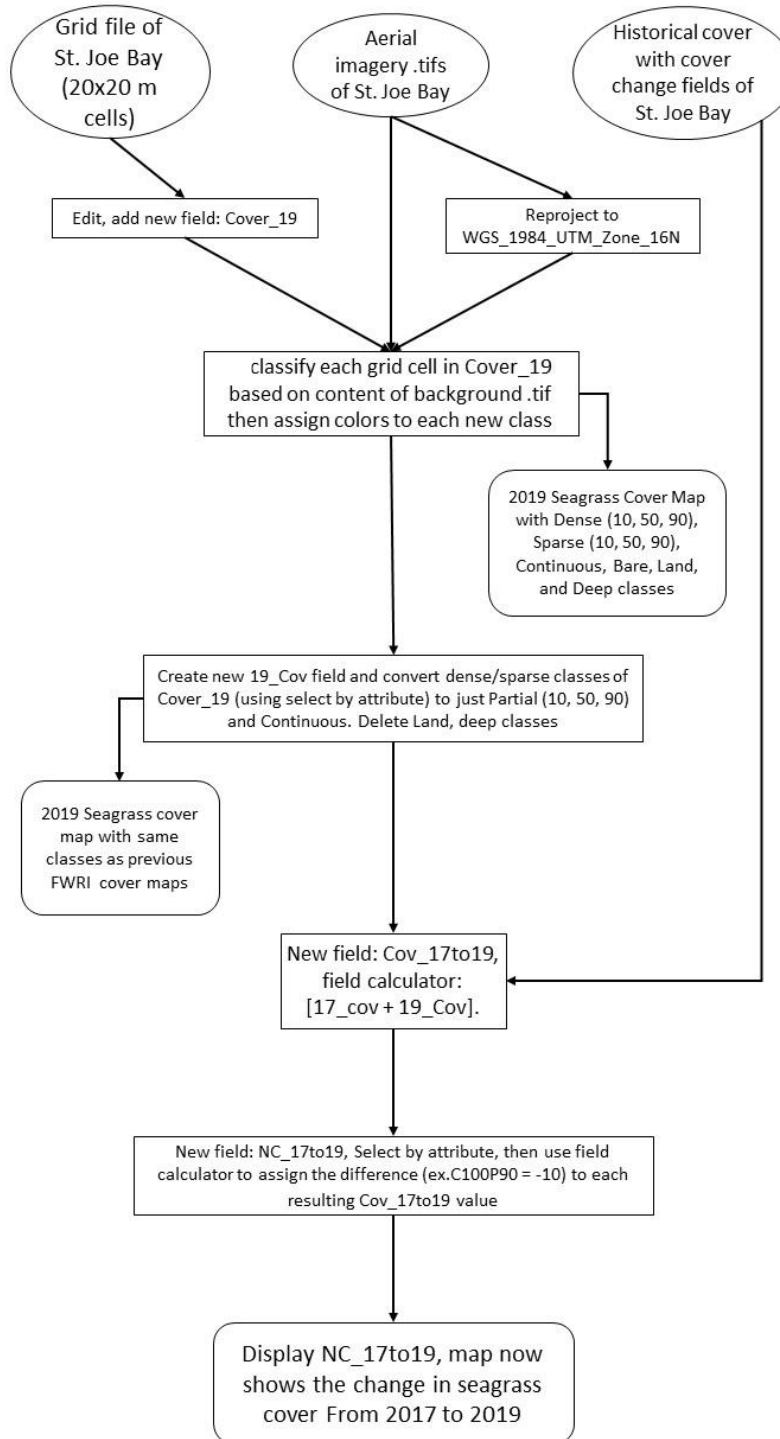 Grid file of
St. Joe Bay
(20x20 m
cells)
Aerial
imagery .tifs
of St. Joe Bay
Historical cover
with cover
change fields of
St. Joe Bay
Edit, add new field: Cover_19
Reproject to
WGS_1984_UTM_Zone_16N
classify each grid cell in Cover_19
based on content of background .tif
then assign colors to each new class
2019 Seagrass Cover Map
with Dense (10, 50, 90),
Sparse (10, 50, 90),
Continuous, Bare, Land,
and Deep classes
Create new 19_Cov field and convert dense/sparse classes of
Cover_19 (using select by attribute) to just Partial (10, 50, 90)
and Continuous. Delete Land, deep classes
2019 Seagrass cover
map with same
classes as previous
FWRI cover maps
New field: Cov_17to19,
field calculator:
[17_cov + 19_Cov].
New field: NC_17to19, Select by attribute, then use field
calculator to assign the difference (ex.C100P90 = -10) to each
resulting Cov_17to19 value
Display NC_17to19, map now
shows the change in seagrass
cover From 2017 to 2019